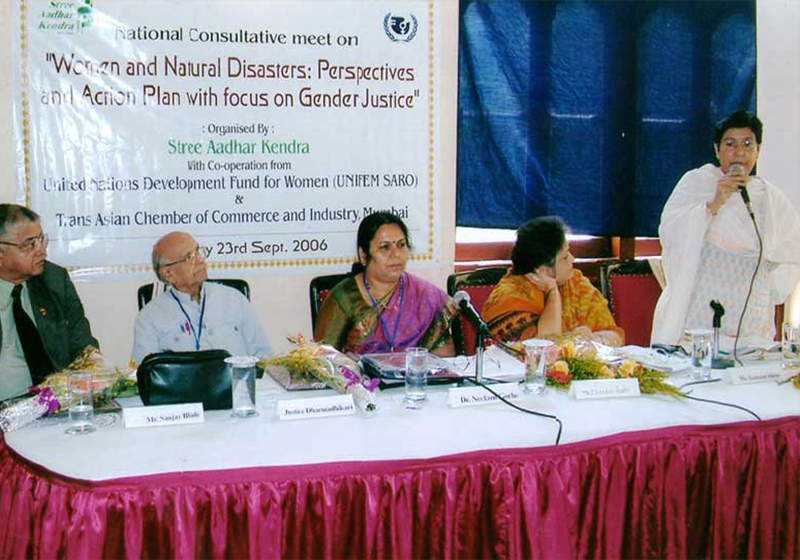 Stree
Aadhar
Kendra
National Consultative meet on
"Women and Natural Disasters: Perspectives
and Action Plan with focus on Gender Justice"
: Organised By :
Stree Aadhar Kendra
With Co-operation from
United Nations Development Fund for Women (UNIFEM SARO)
&
Trans Asian Chember of Commerce and Industry, Mumbai
23rd Sept. 2006
Mr. Sanjay
Justice Dharmadhikari
Dr. Neelam